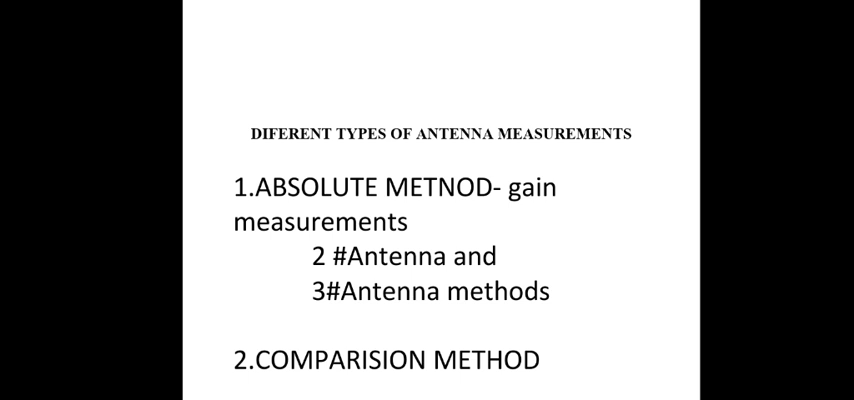 DIFERENT TYPES OF ANTENNA MEASUREMENTS
1.ABSOLUTE METNOD- gain
measurements
2 #Antenna and
3#Antenna methods
2.COMPARISION METHOD